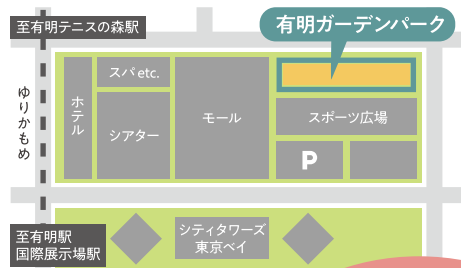 至有明テニスの森駅
有明ガーデンパーク
ゆりかもめ
ホテル
スパ etc.
シアター
モール
スポーツ広場
P
至有明駅
国際展示場駅
シティタワーズ
東京ベイ